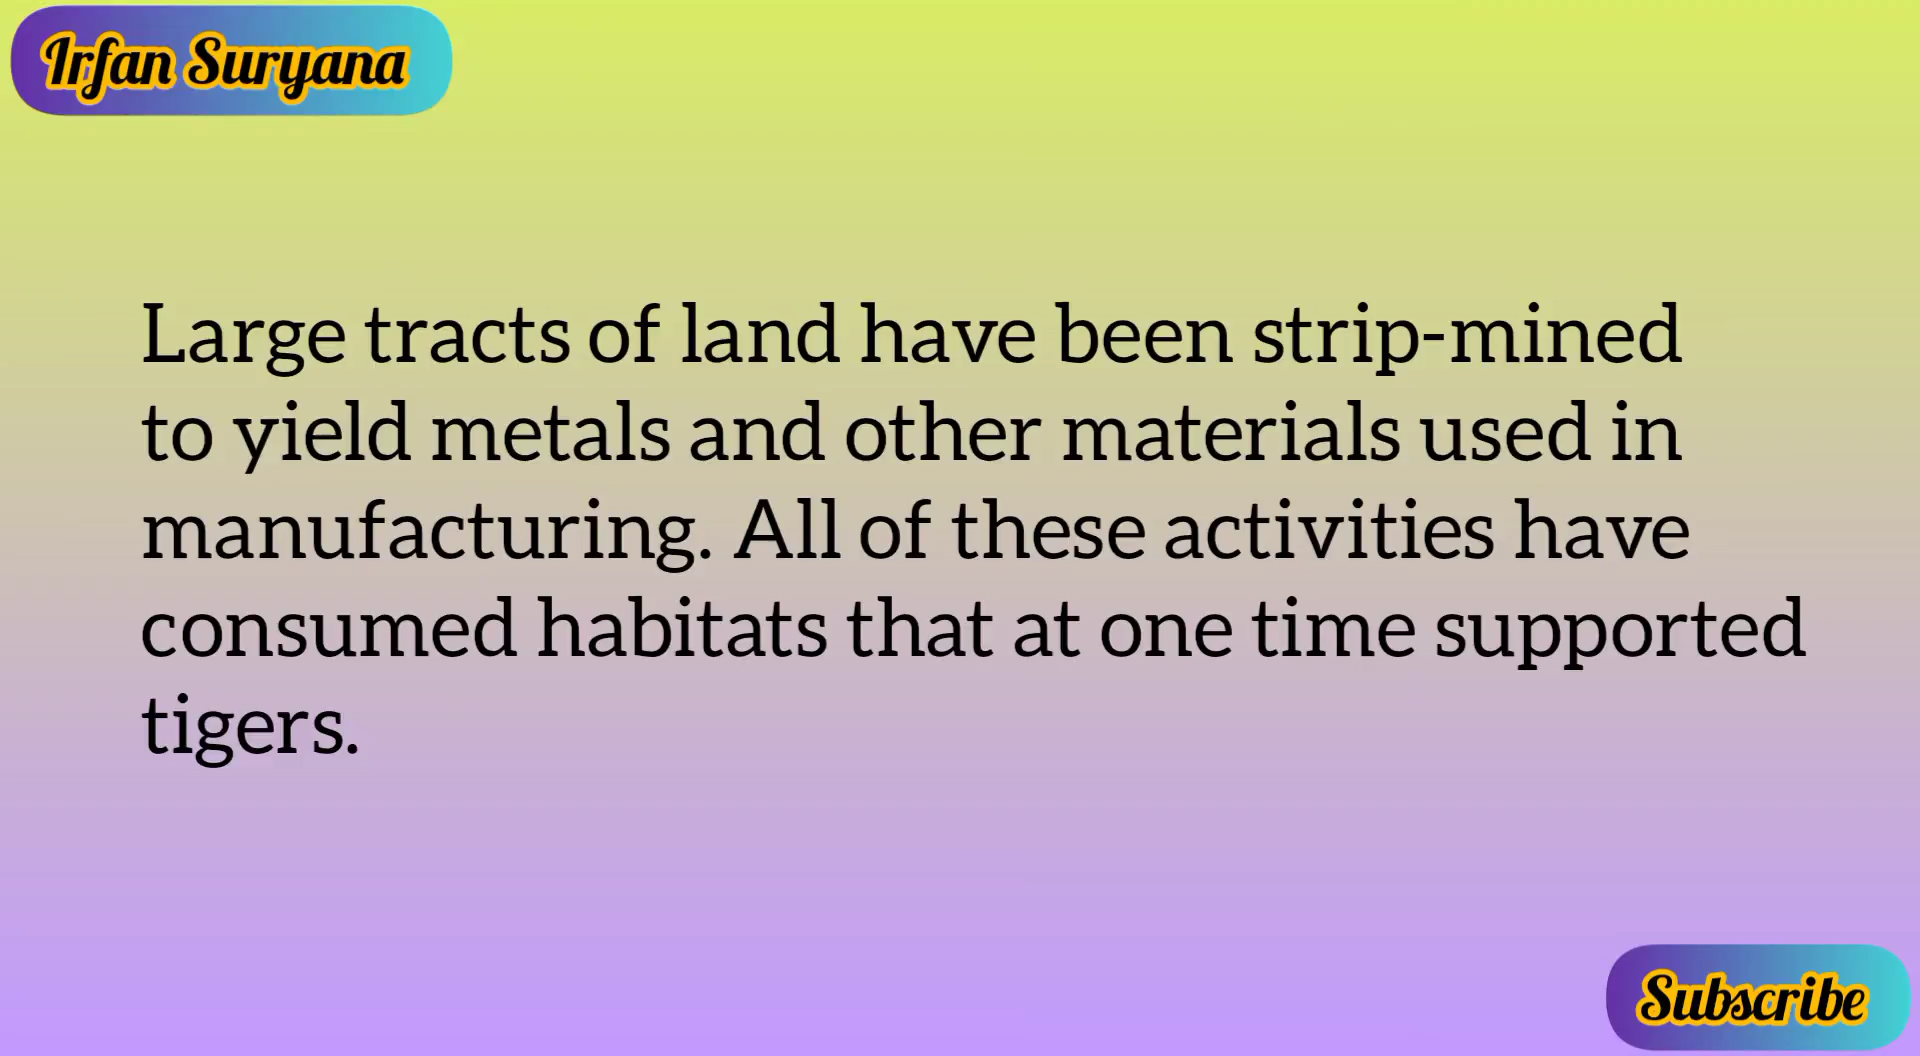 Irfan Suryana
Large tracts of land have been strip-mined
to yield metals and other materials used in
manufacturing. All of these activities have
consumed habitats that at one time supported
tigers.
Subscribe